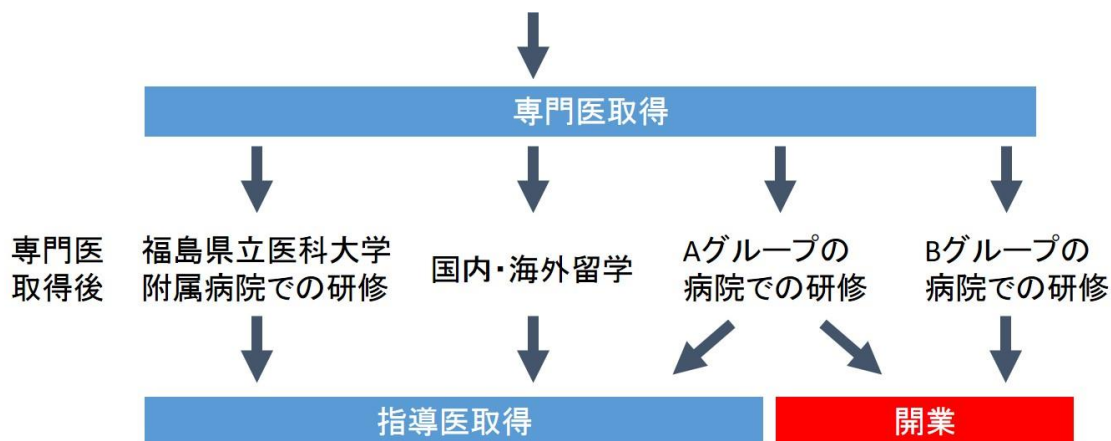 専門医取得
専門医
取得後
福島県立医科大学
附属病院での研修
国内・海外留学
Aグループの
病院での研修
Bグループの
病院での研修
指導医取得
開業